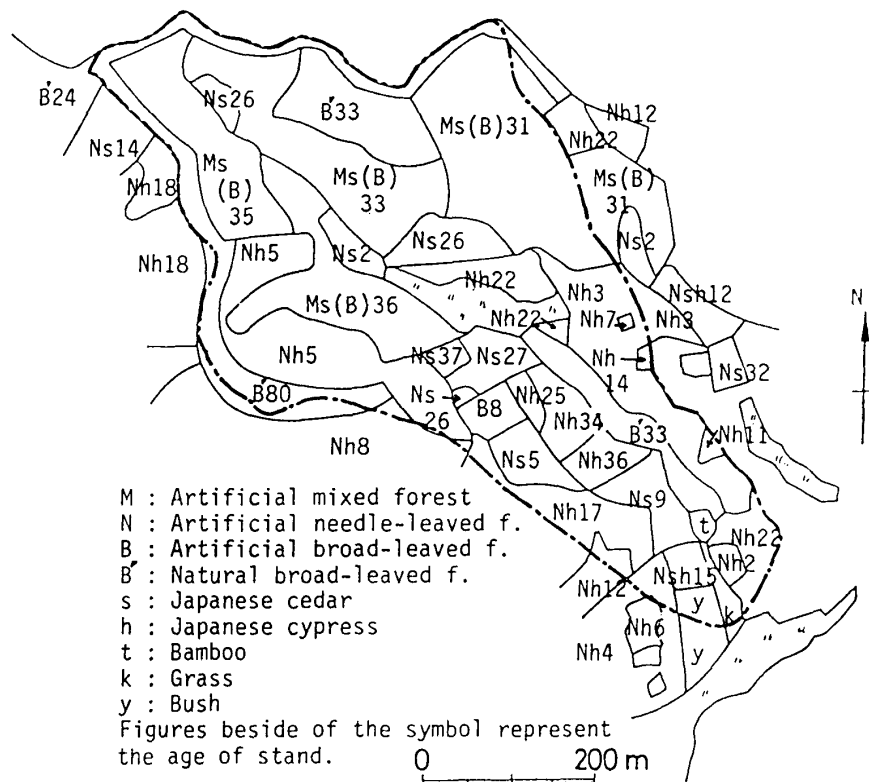 B́24
Ns26
B́33
Ms(B)31
Nh12
Nh22
Ns14
Nh18
Ms
(B)
35
Ms(B)
33
Ms(B)
31
Ns2
Nh18
Nh5
Ns2
Ns26
Nh22
Nh3
Nsh12
N
Ms(B)36
Nh22
Nh7
Nh3
Nh5
Ns37
Ns27
Nh
14
Ns32
B́80
Ns
26
B8
Nh25
Nh34
B́33
Nh11
Nh8
Ns5
Nh36
Ns9
Nh17
t
Nh22
Nh2
Nh12
Nsh15
y
k
Nh6
Nh4
y
M : Artificial mixed forest
N : Artificial needle-leaved f.
B : Artificial broad-leaved f.
B́ : Natural broad-leaved f.
s : Japanese cedar
h : Japanese cypress
t : Bamboo
k : Grass
y : Bush
Figures beside of the symbol represent
the age of stand.
0 200 m